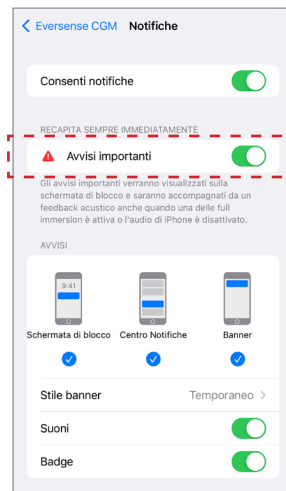 Eversense CGM Notifiche
Consenti notifiche
RECAPITA SEMPRE IMMEDIATAMENTE
Avvisi importanti
Gli avvisi importanti verranno visualizzati sulla
schermata di blocco e saranno accompagnati da un
feedback acustico anche quando una delle full
immersion è attiva o l'audio di iPhone è disattivato.
AVVISI
9:41
Schermata di blocco Centro Notifiche Banner
Stile banner Temporaneo
Suoni
Badge